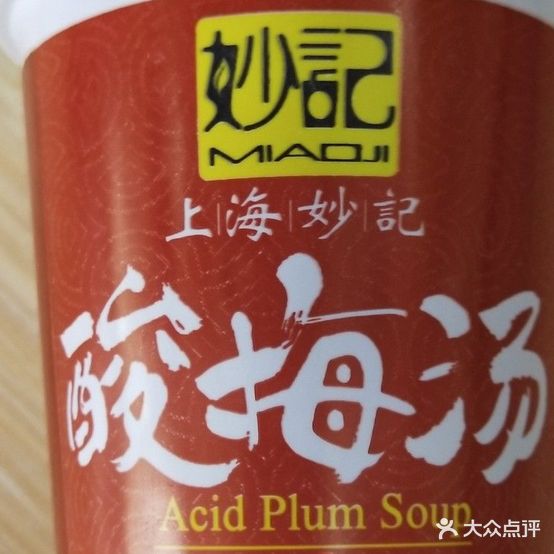 妙記
MIAOJI
上|海|妙|記
酸梅汤
Acid Plum Soup
大众点评